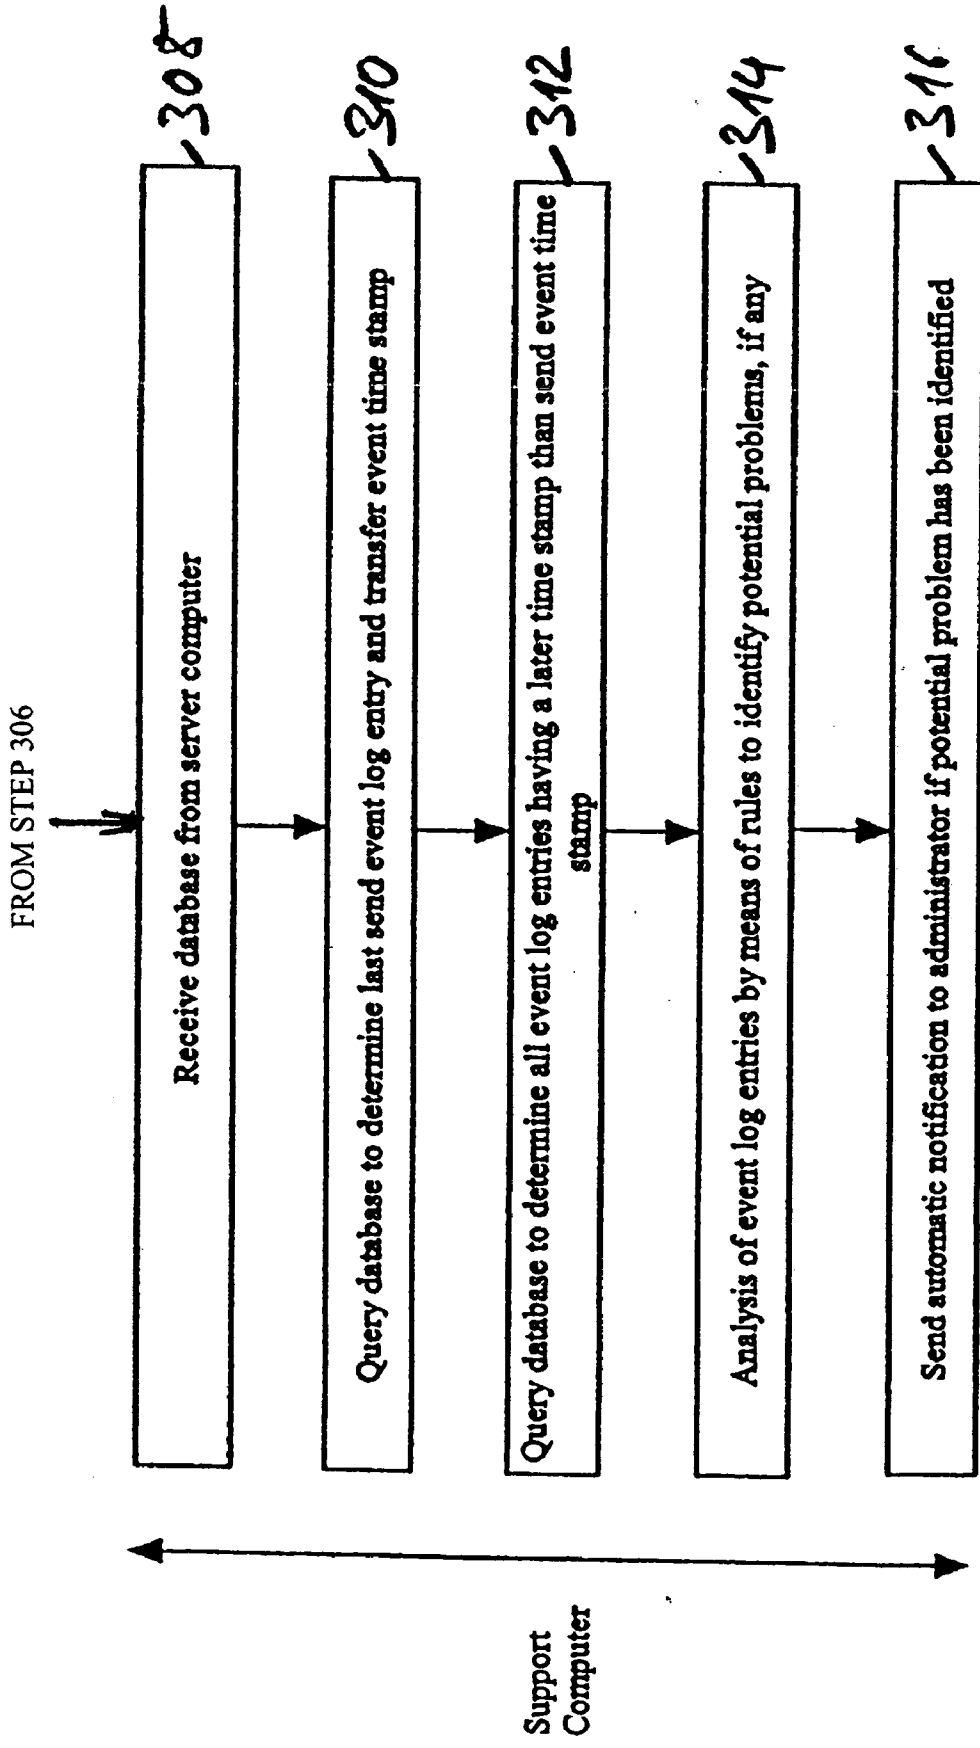 FROM STEP 306
Receive database from server computer
308
Query database to determine last send event log entry and transfer event time stamp
310
Query database to determine all event log entries having a later time stamp than send event time
stamp
312
Analysis of event log entries by means of rules to identify potential problems, if any
314
Send automatic notification to administrator if potential problem has been identified
316
Support
Computer